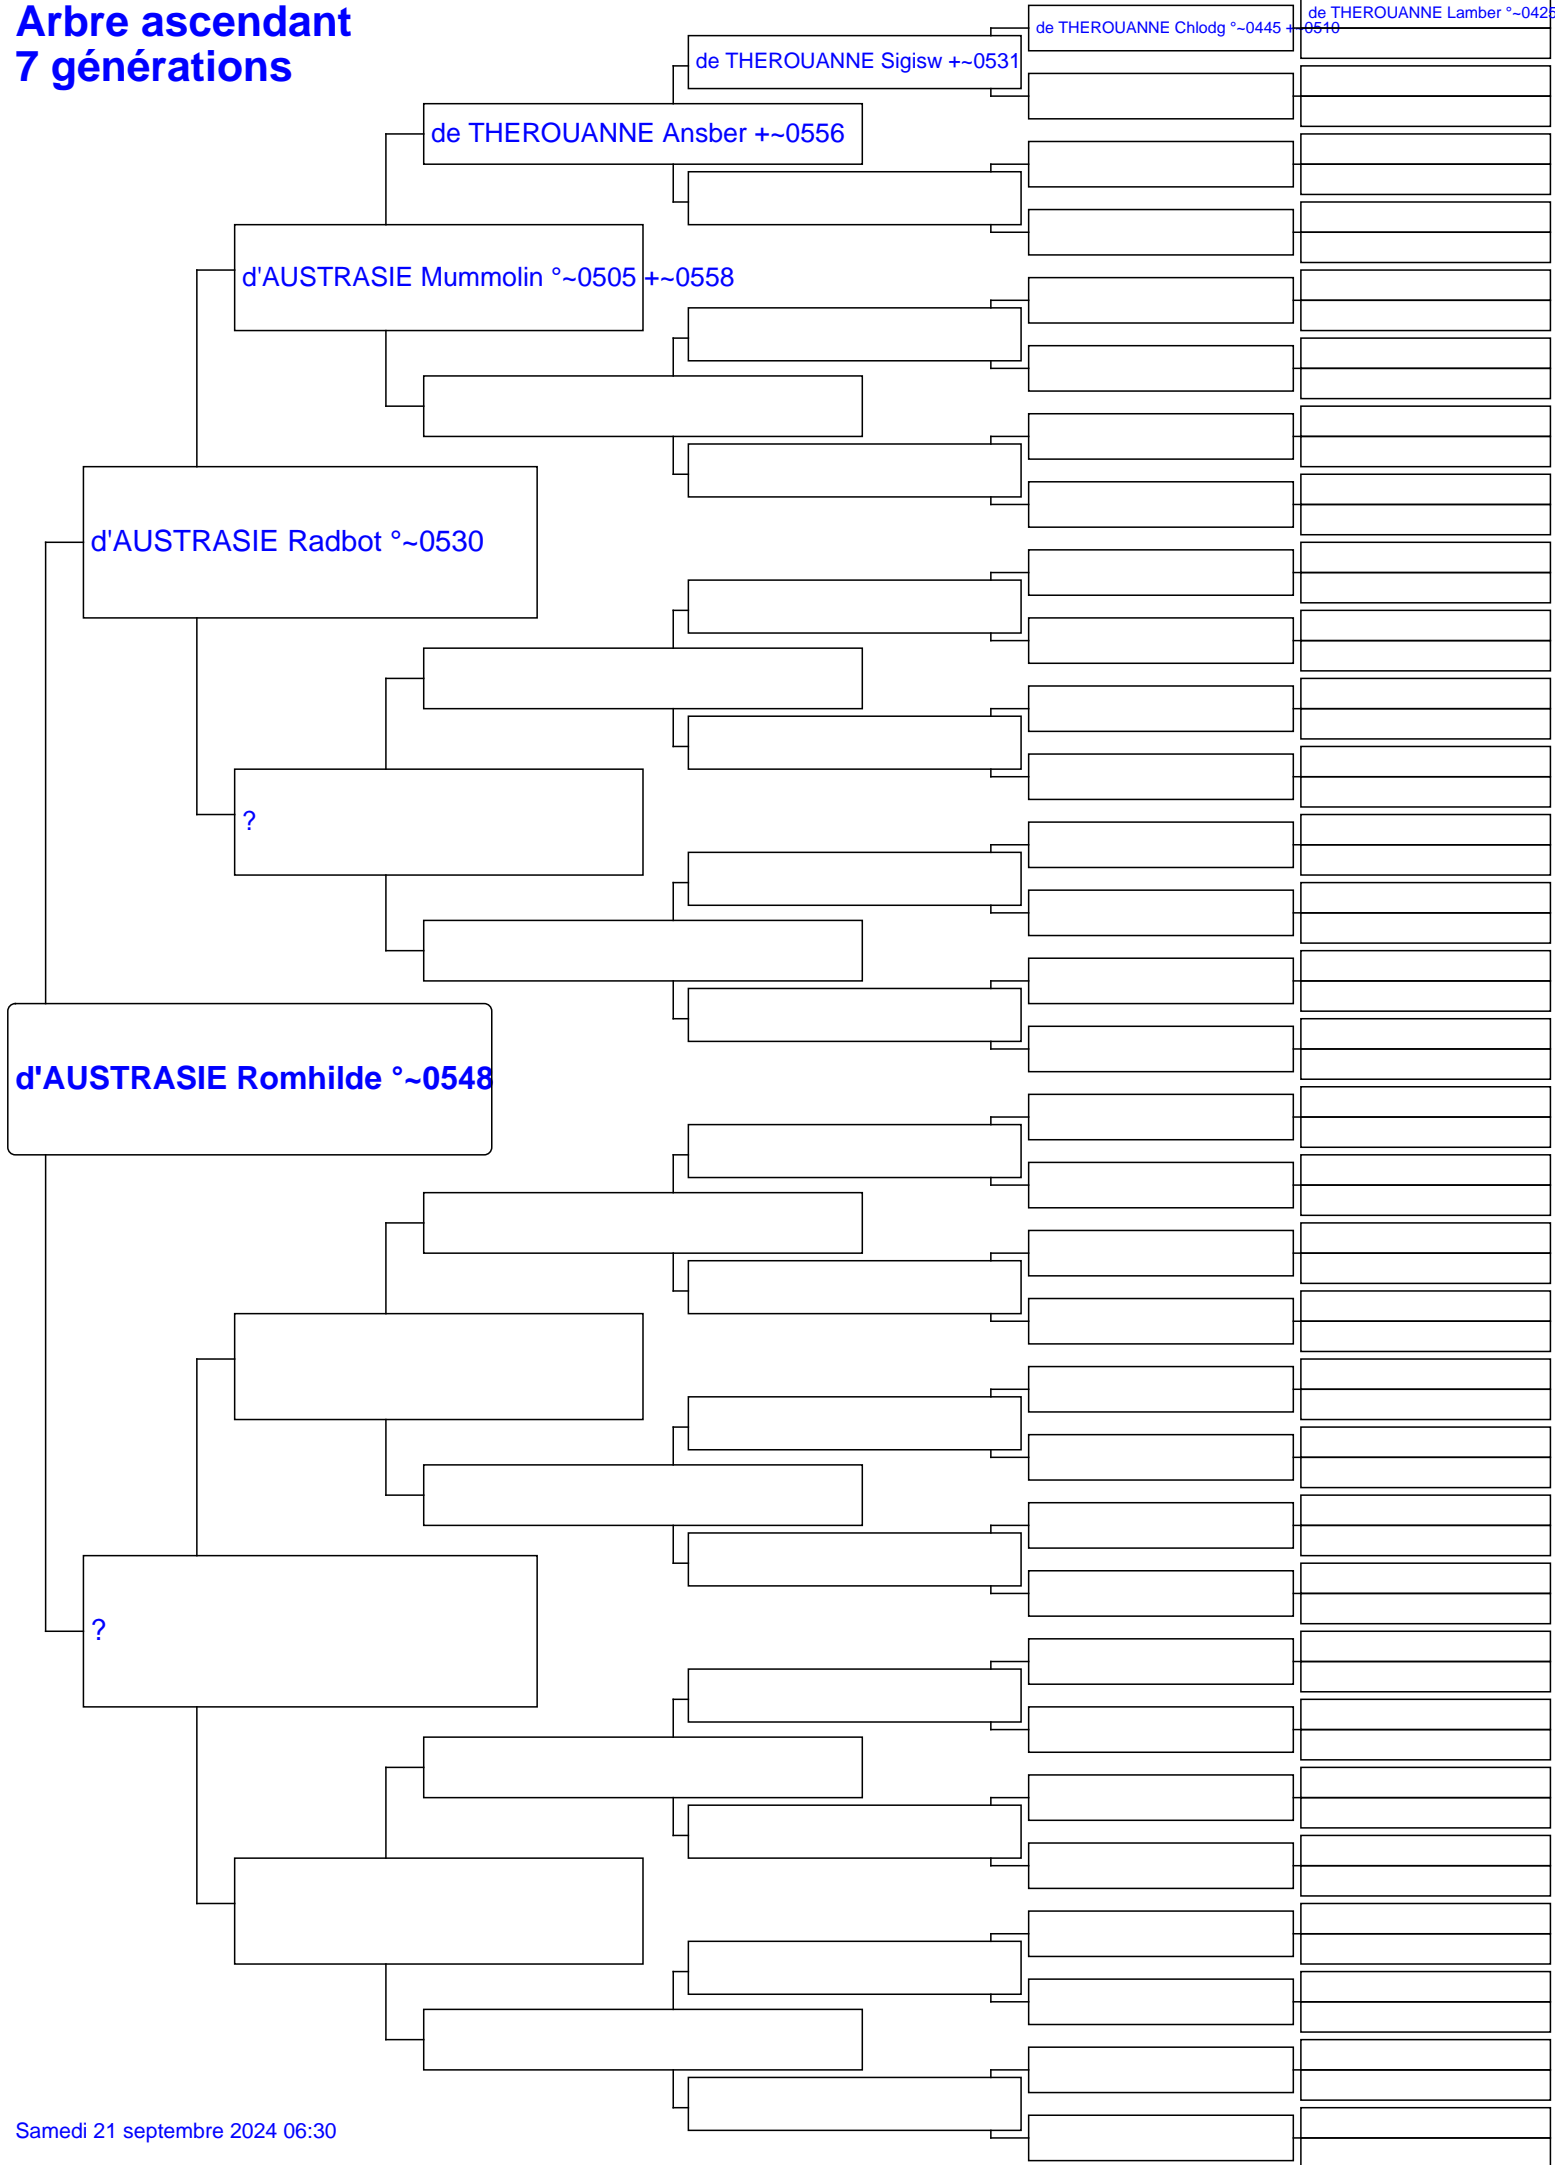 Arbre ascendant
7 générations
de THEROUANNE Lamber °~0425
de THEROUANNE Chlodg °~0445 +~0510
de THEROUANNE Sigisw +~0531
de THEROUANNE Ansber +~0556
d'AUSTRASIE Mummolin °~0505 +~0558
d'AUSTRASIE Radbot °~0530
?
d'AUSTRASIE Romhilde °~0548
?
Samedi 21 septembre 2024 06:30